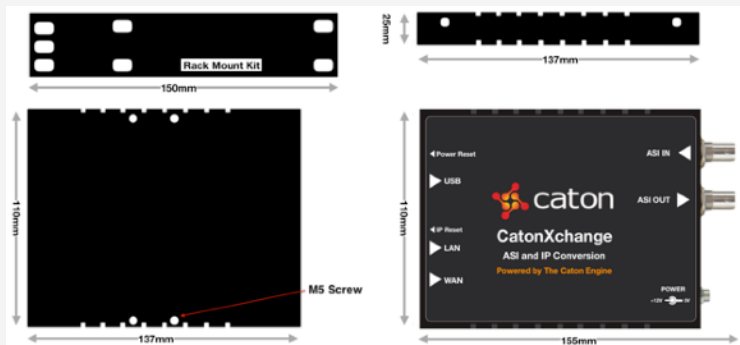 Rack Mount Kit
150mm
25mm
137mm
110mm
M5 Screw
137mm
110mm
Power Reset
USB
IP Reset
LAN
WAN
caton
CatonXchange
ASI and IP Conversion
Powered by The Caton Engine
ASI IN
ASI OUT
POWER
+12V 0V
155mm